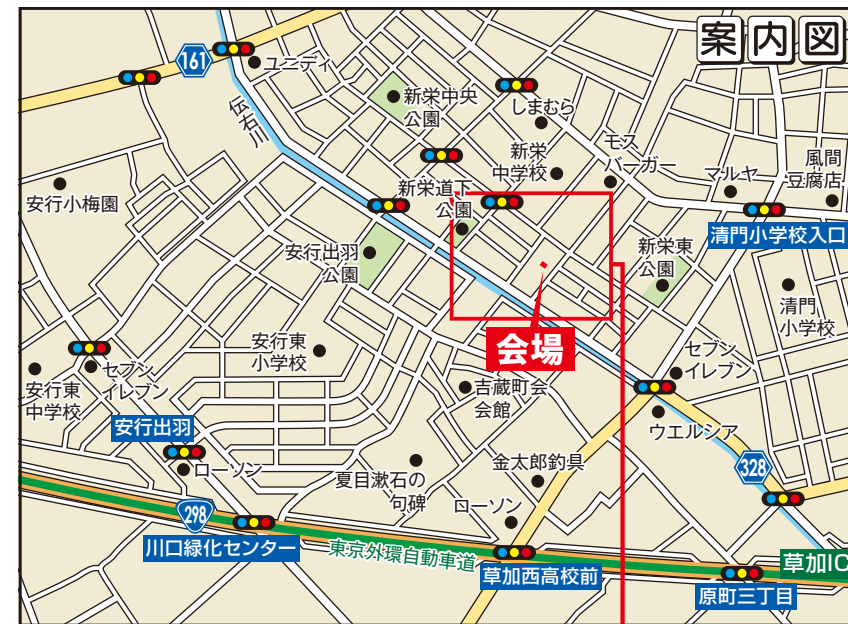 案内図
161
ユニディ
伝右川
新栄中央
公園
しまむら
新栄
中学校
モス
バーガー
マルヤ
風間
豆腐店
安行小梅園
新栄道下
公園
清門小学校入口
安行出羽
公園
新栄東
公園
清門
小学校
会場
安行東
小学校
セブン
イレブン
安行東
中学校
セブン
イレブン
吉蔵町会
会館
ウエルシア
安行出羽
ローソン
夏目漱石の
句碑
金太郎釣具
328
ローソン
298
川口緑化センター
東京外環自動車道
草加西高校前
草加IC
原町三丁目